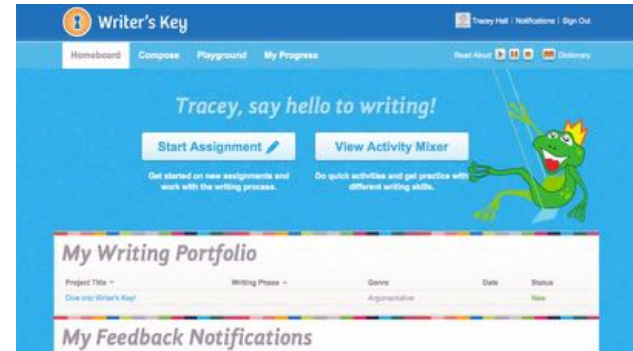 Writer's Key
Tracey Hall | Notifications | Sign Out
Homeboard Compose Playground My Progress
Read Aloud Dictionary
Tracey, say hello to writing!
Start Assignment View Activity Mixer
Get started on new assignments and Do quick activities and get practice with
work with the writing process. different writing skills.
My Writing Portfolio
Project Title Writing Phase Genre Date Status
Dive into Writer's Key! Argumentative New
My Feedback Notifications